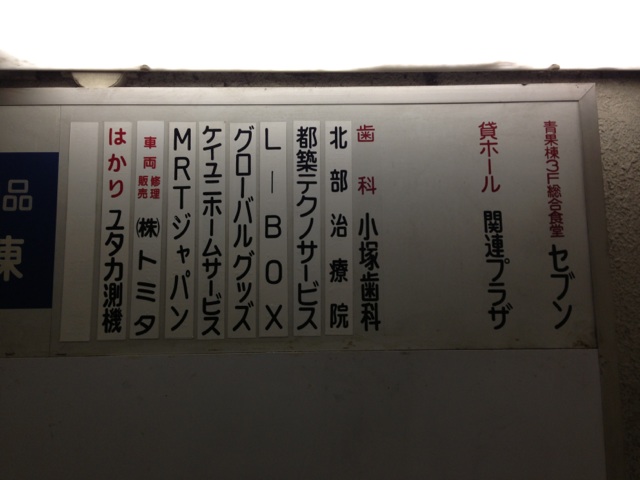 青果棟3F総合食堂 セブン
貸ホール 関連プラザ
歯科 小塚歯科
北部治療院
都築テクノサービス
L-BOX
グローバルグッズ
ケイユニホームサービス
MRTジャパン
車両 修理 販売 (株)トミタ
はかり ユタカ測機
品
棟